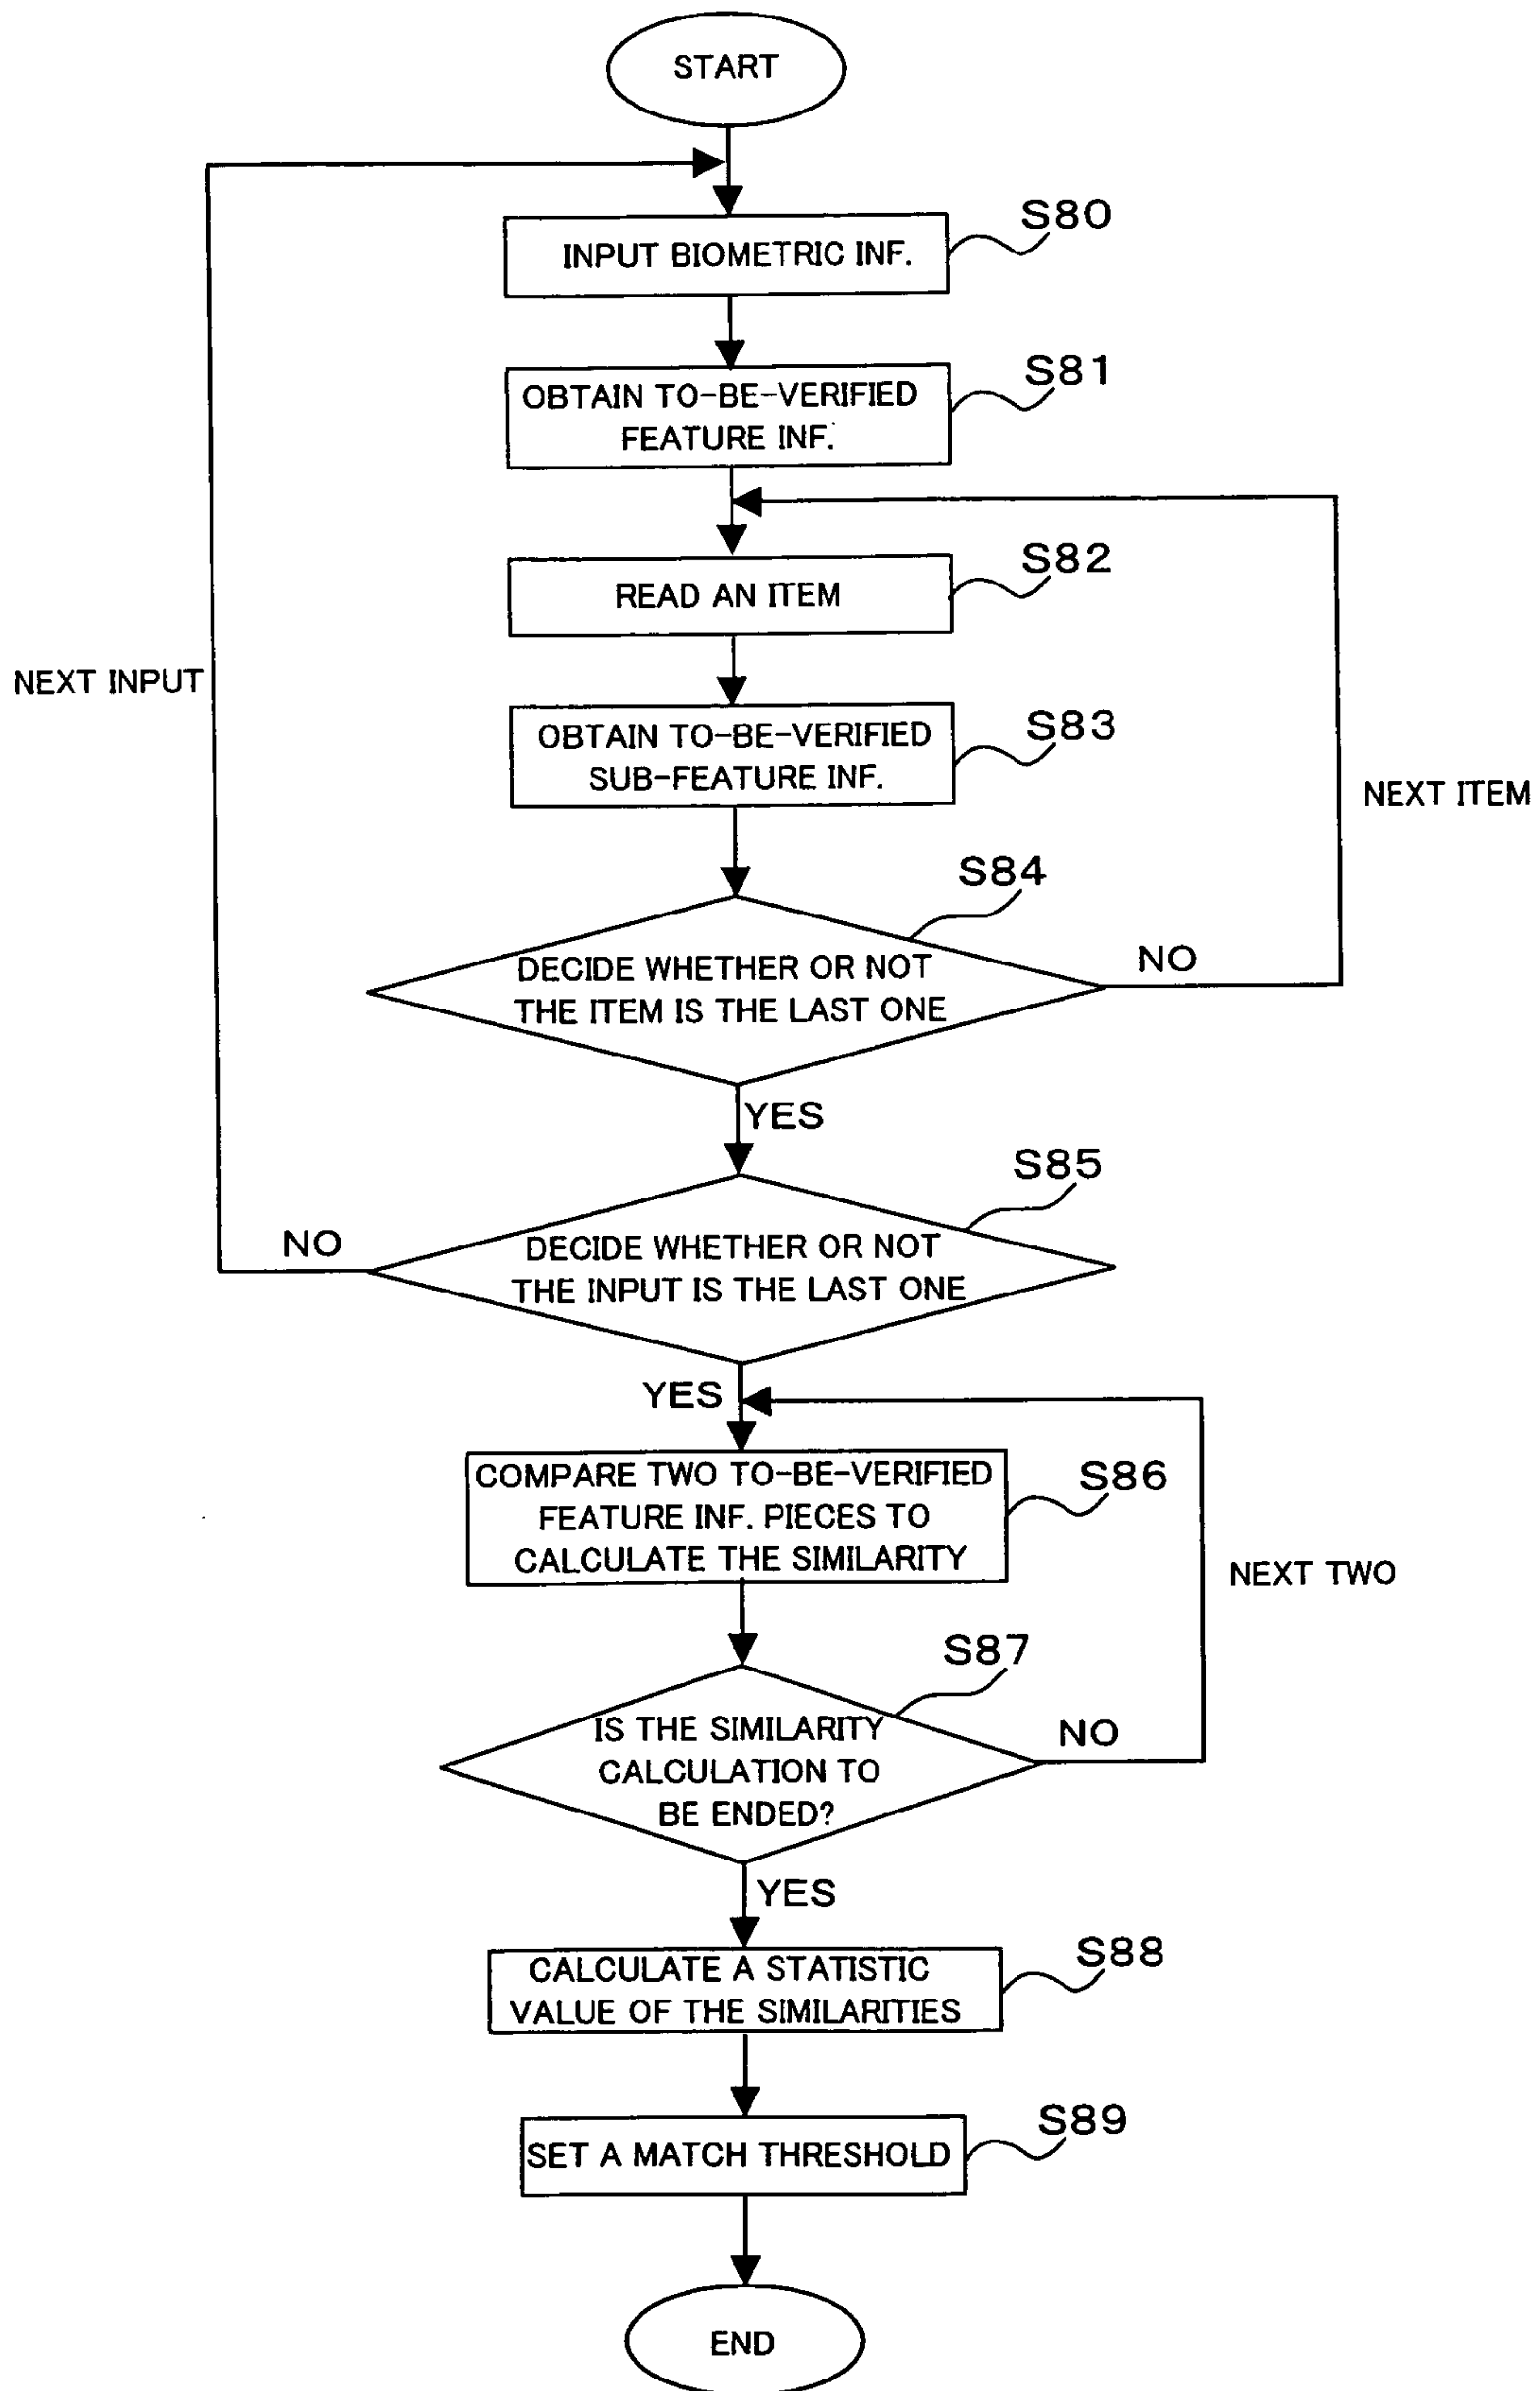 START
S80
INPUT BIOMETRIC INF.
S81
OBTAIN TO-BE-VERIFIED
FEATURE INF.
S82
READ AN ITEM
NEXT INPUT
S83
OBTAIN TO-BE-VERIFIED
SUB-FEATURE INF.
NEXT ITEM
S84
NO
DECIDE WHETHER OR NOT
THE ITEM IS THE LAST ONE
YES
S85
NO
DECIDE WHETHER OR NOT
THE INPUT IS THE LAST ONE
YES
COMPARE TWO TO-BE-VERIFIED
FEATURE INF. PIECES TO
CALCULATE THE SIMILARITY
S86
NEXT TWO
S87
IS THE SIMILARITY
CALCULATION TO
BE ENDED?
NO
YES
S88
CALCULATE A STATISTIC
VALUE OF THE SIMILARITIES
S89
SET A MATCH THRESHOLD
END